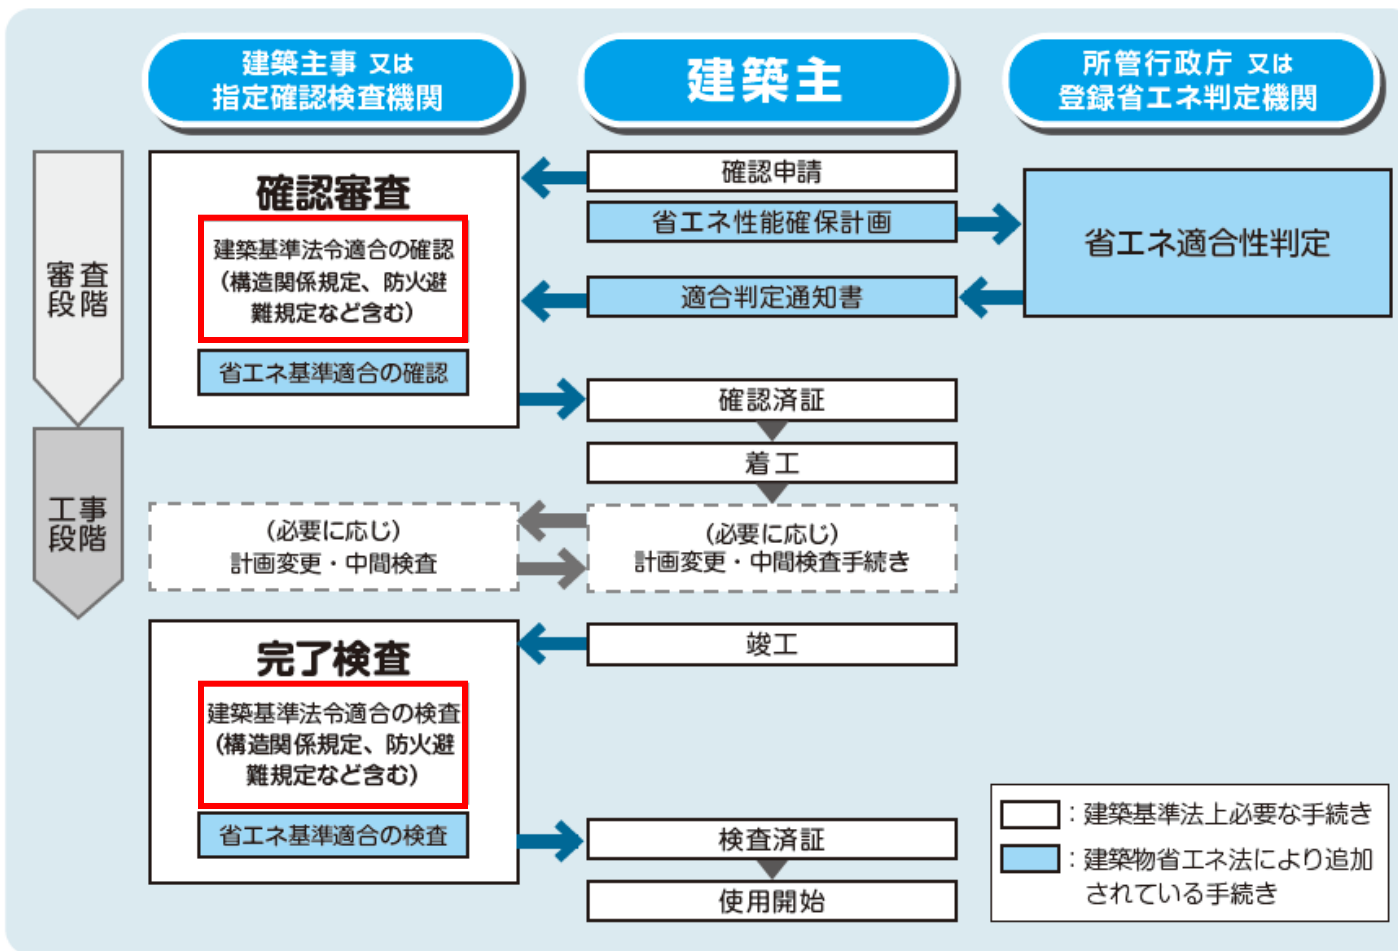 建築主事 又は
指定確認検査機関
建築主
所管行政庁 又は
登録省エネ判定機関
審査
段階
確認審査
建築基準法令適合の確認
（構造関係規定、防火避
難規定など含む）
省エネ基準適合の確認
確認申請
省エネ性能確保計画
適合判定通知書
省エネ適合性判定
確認済証
着工
工事
段階
（必要に応じ）
計画変更・中間検査
（必要に応じ）
計画変更・中間検査手続き
完了検査
建築基準法令適合の検査
（構造関係規定、防火避
難規定など含む）
省エネ基準適合の検査
竣工
検査済証
使用開始
：建築基準法上必要な手続き
：建築物省エネ法により追加
されている手続き